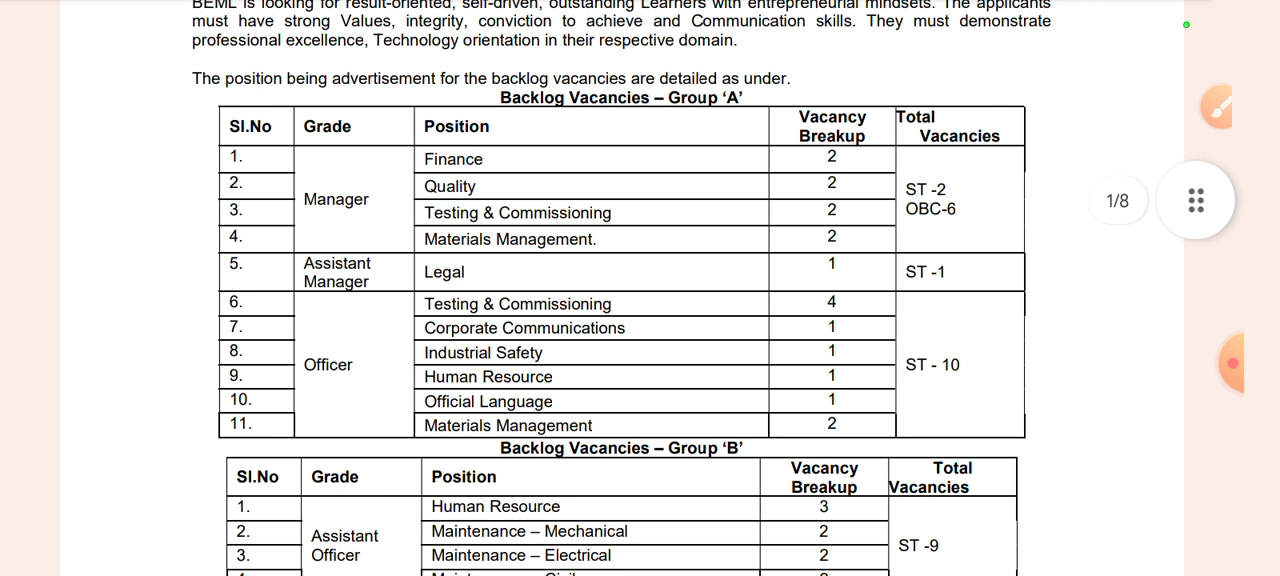 BEML is looking for result-oriented, self-driven, outstanding Learners with entrepreneurial mindsets. The applicants
must have strong Values, integrity, conviction to achieve and Communication skills. They must demonstrate
professional excellence, Technology orientation in their respective domain.
The position being advertisement for the backlog vacancies are detailed as under.
Backlog Vacancies – Group ‘A’
Sl.No Grade Position Vacancy Breakup Total Vacancies
1. Manager Finance 2 ST -2 OBC-6
2. Quality 2
3. Testing & Commissioning 2
4. Materials Management. 2
5. Assistant Manager Legal 1 ST -1
6. Officer Testing & Commissioning 4 ST - 10
7. Corporate Communications 1
8. Industrial Safety 1
9. Human Resource 1
10. Official Language 1
11. Materials Management 2
Backlog Vacancies – Group ‘B’
Sl.No Grade Position Vacancy Breakup Total Vacancies
1. Assistant Officer Human Resource 3 ST -9
2. Maintenance – Mechanical 2
3. Maintenance – Electrical 2
1/8